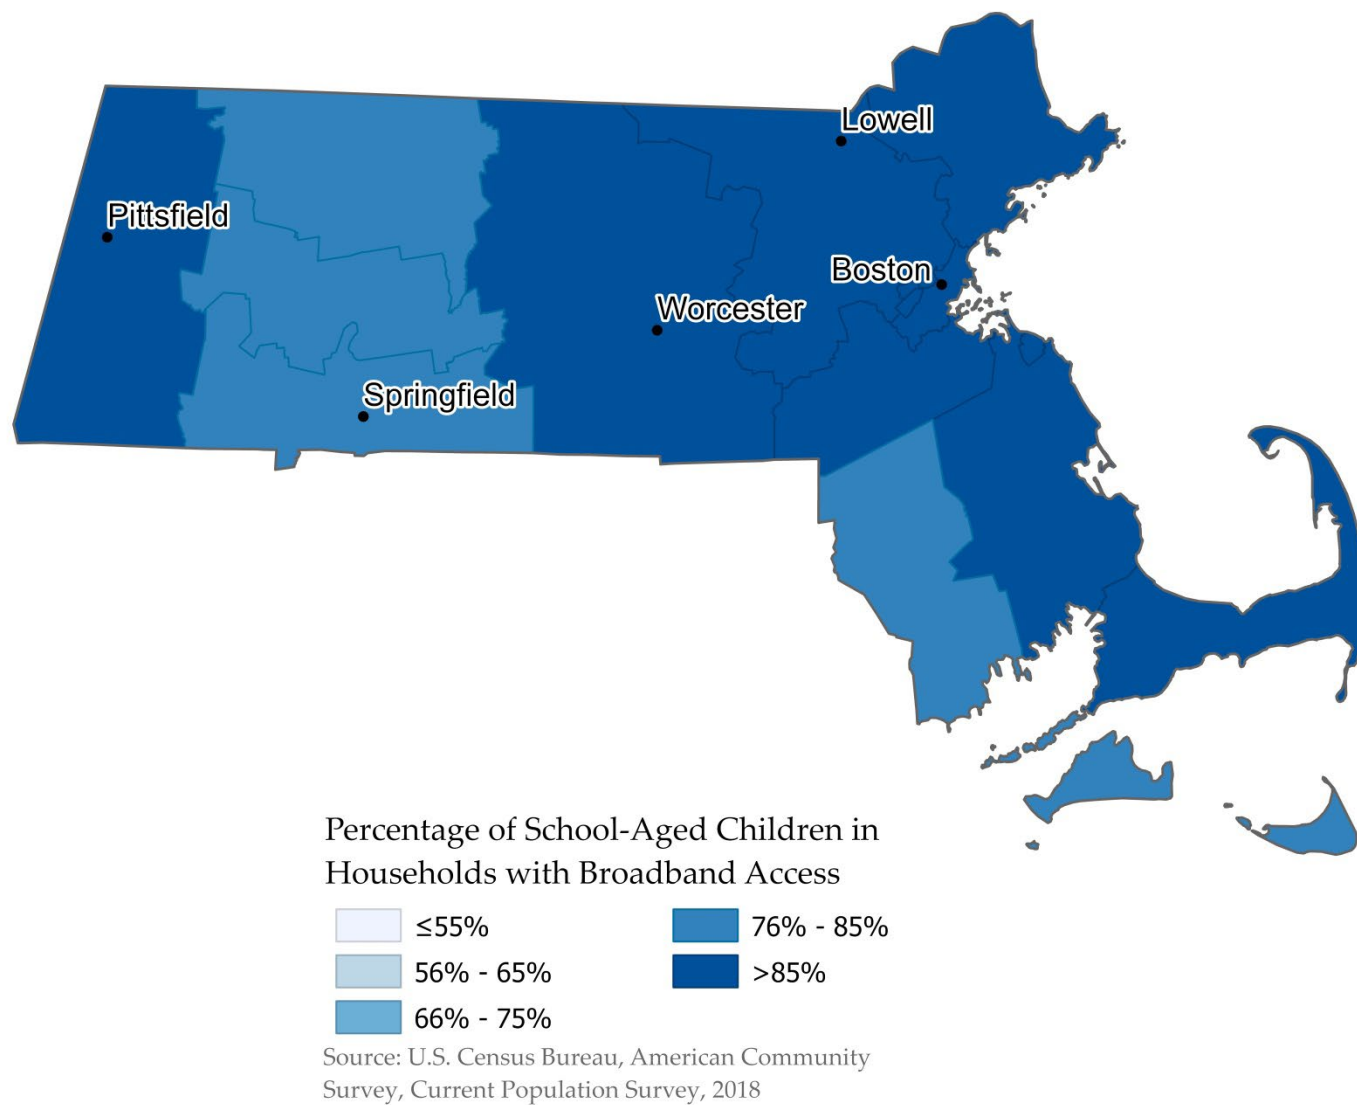 Lowell
Pittsfield
Boston
Worcester
Springfield
Percentage of School-Aged Children in
Households with Broadband Access
≤55%
56% - 65%
66% - 75%
76% - 85%
>85%
Source: U.S. Census Bureau, American Community
Survey, Current Population Survey, 2018